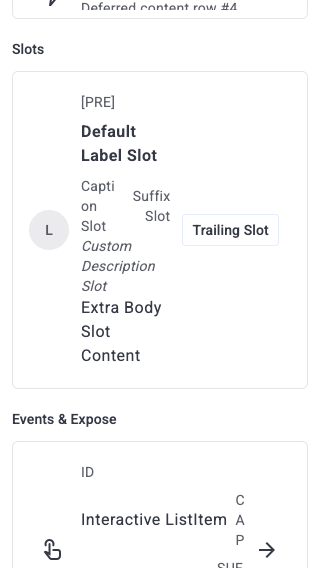 Deferred content row #4
Slots
[PRE]
Default
Label Slot
Capti
on
Slot
Suffix
Slot
Custom
Description
Slot
Extra Body
Slot
Content
L
Trailing Slot
Events & Expose
ID
Interactive ListItem
C
A
P
SUF